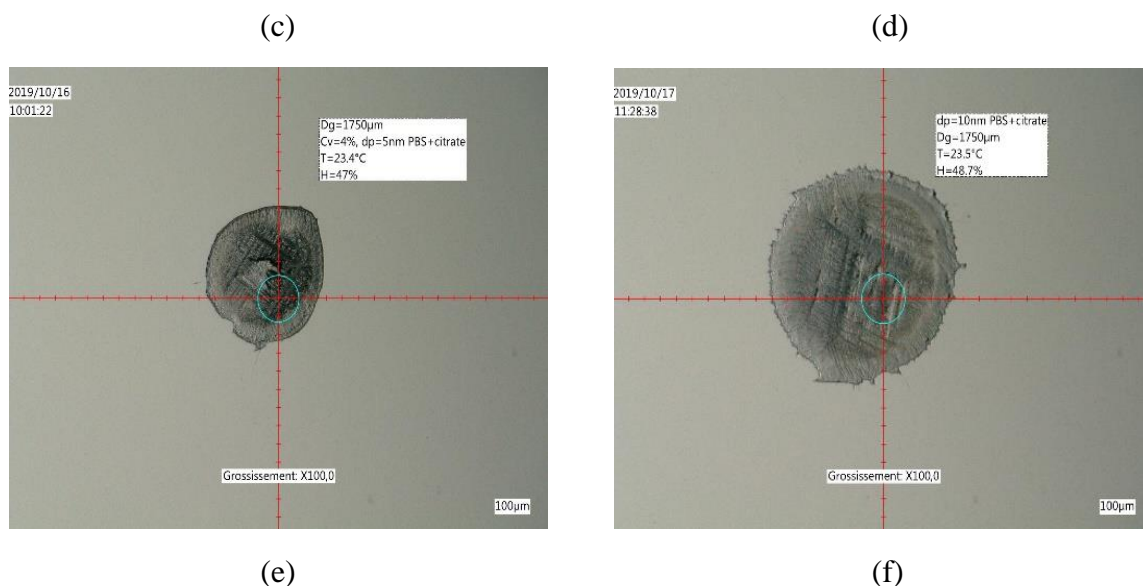 (c)
(d)
2019/10/16
10:01:22
Dg=1750µm
Cv=4%, dp=5nm PBS+citrate
T=23.4°C
H=47%
Grossissement: X100,0
100µm
2019/10/17
11:28:38
dp=10nm PBS+citrate
Dg=1750µm
T=23.5°C
H=48.7%
Grossissement: X100,0
100µm
(e)
(f)